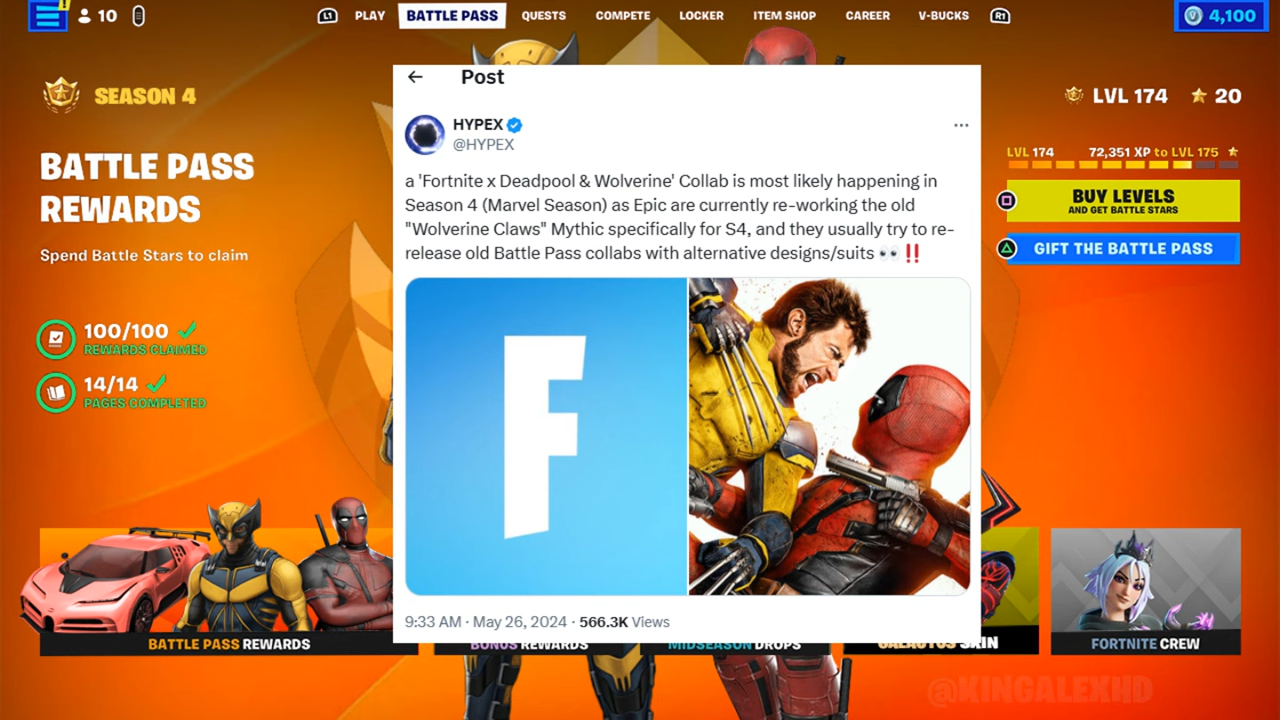 10
L1 PLAY BATTLE PASS QUESTS COMPETE LOCKER ITEM SHOP CAREER V-BUCKS R1
4,100
SEASON 4
LVL 174 20
BATTLE PASS
REWARDS
Spend Battle Stars to claim
100/100
REWARDS CLAIMED
14/14
PAGES COMPLETED
LVL 174 72,351 XP to LVL 175
BUY LEVELS
AND GET BATTLE STARS
GIFT THE BATTLE PASS
Post
HYPEX
@HYPEX
a 'Fortnite x Deadpool & Wolverine' Collab is most likely happening in
Season 4 (Marvel Season) as Epic are currently re-working the old
"Wolverine Claws" Mythic specifically for S4, and they usually try to re-
release old Battle Pass collabs with alternative designs/suits 👀‼️
F
9:33 AM · May 26, 2024 · 566.3K Views
BATTLE PASS REWARDS
BONUS REWARDS
MIDSEASON DROPS
GALACTUS SKIN
FORTNITE CREW
@KINGALEXHD